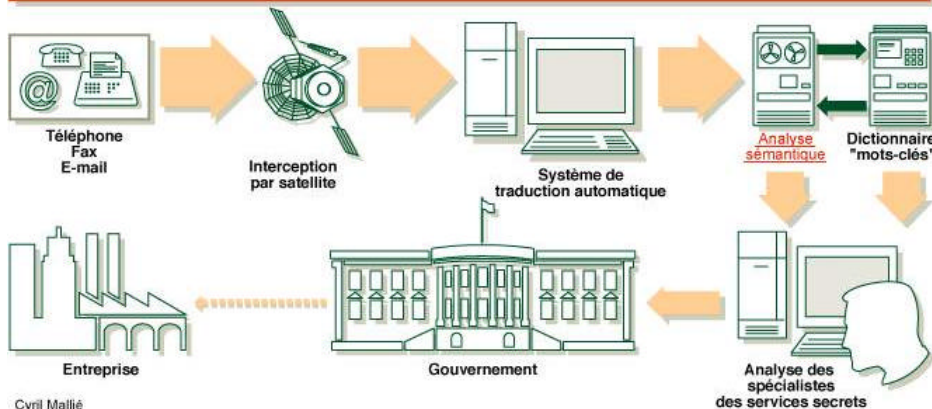 Téléphone
Fax
E-mail
Interception
par satellite
Système de
traduction automatique
Analyse
sémantique
Dictionnaire
"mots-clés"
Entreprise
Gouvernement
Analyse des
spécialistes
des services secrets
Cyril Mallié